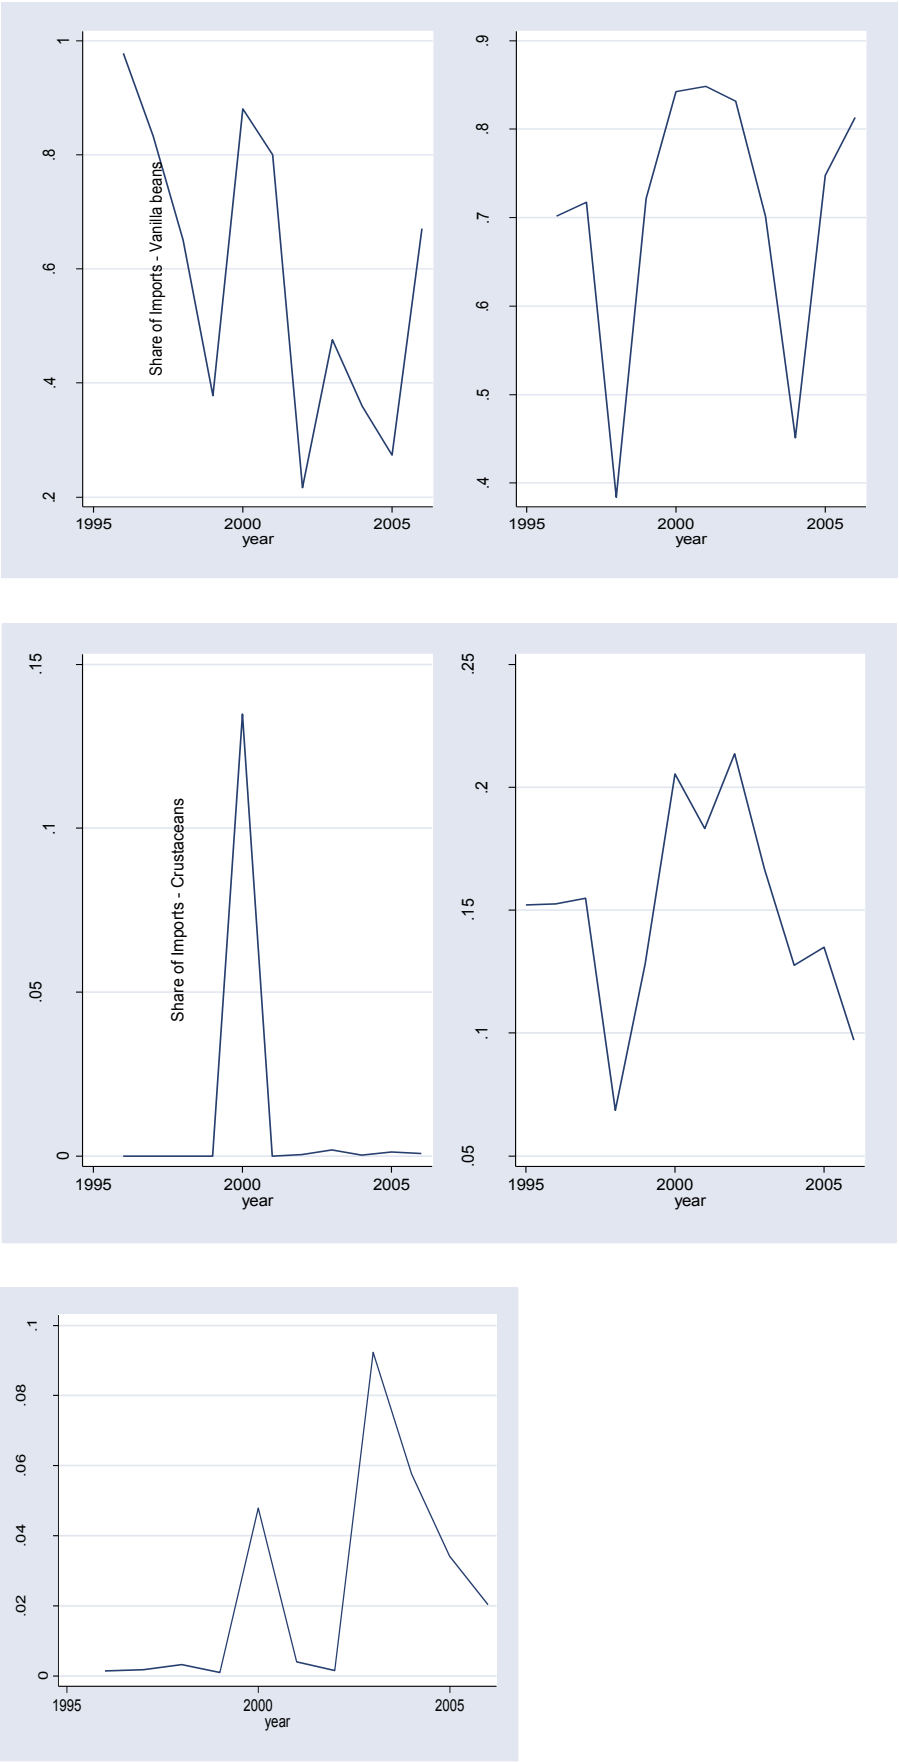 1
.8
.6
.4
.2
Share of Imports - Vanilla beans
1995 2000 2005
year
.9
.8
.7
.6
.5
.4
1995 2000 2005
year
.15
.1
.05
0
Share of Imports - Crustaceans
1995 2000 2005
year
.25
.2
.15
.1
.05
1995 2000 2005
year
.1
.08
.06
.04
.02
0
1995 2000 2005
year